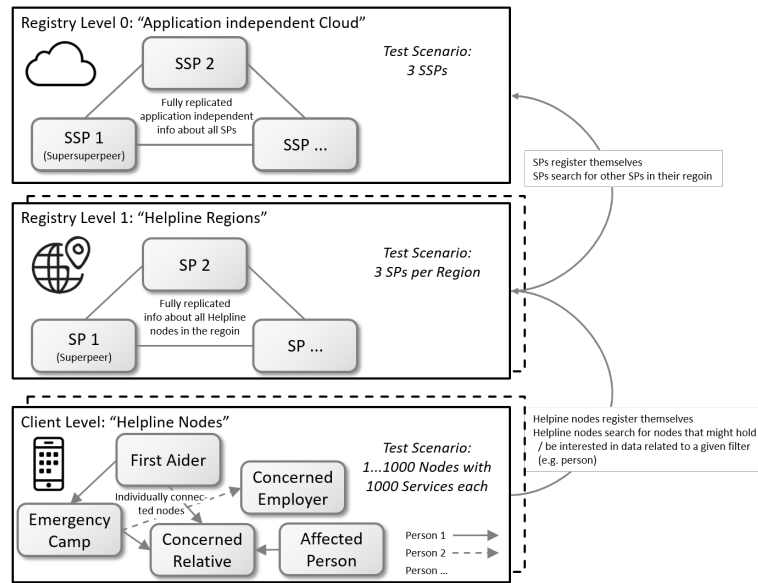 Registry Level 0: “Application independent Cloud”
Test Scenario:
3 SSPs
SSP 2
Fully replicated
application independent
info about all SPs
SSP 1
(Supersuperpeer)
SSP ...
SPs register themselves
SPs search for other SPs in their regoin
Registry Level 1: “Helpline Regions”
Test Scenario:
3 SPs per Region
SP 2
Fully replicated
info about all Helpline
nodes in the regoin
SP 1
(Superpeer)
SP ...
Helpine nodes register themselves
Helpline nodes search for nodes that might hold
/ be interested in data related to a given filter
(e.g. person)
Client Level: “Helpline Nodes”
Test Scenario:
1...1000 Nodes with
1000 Services each
First Aider
Concerned
Employer
Individually connec-
ted nodes
Emergency
Camp
Concerned
Relative
Affected
Person
Person 1
Person 2
Person ...